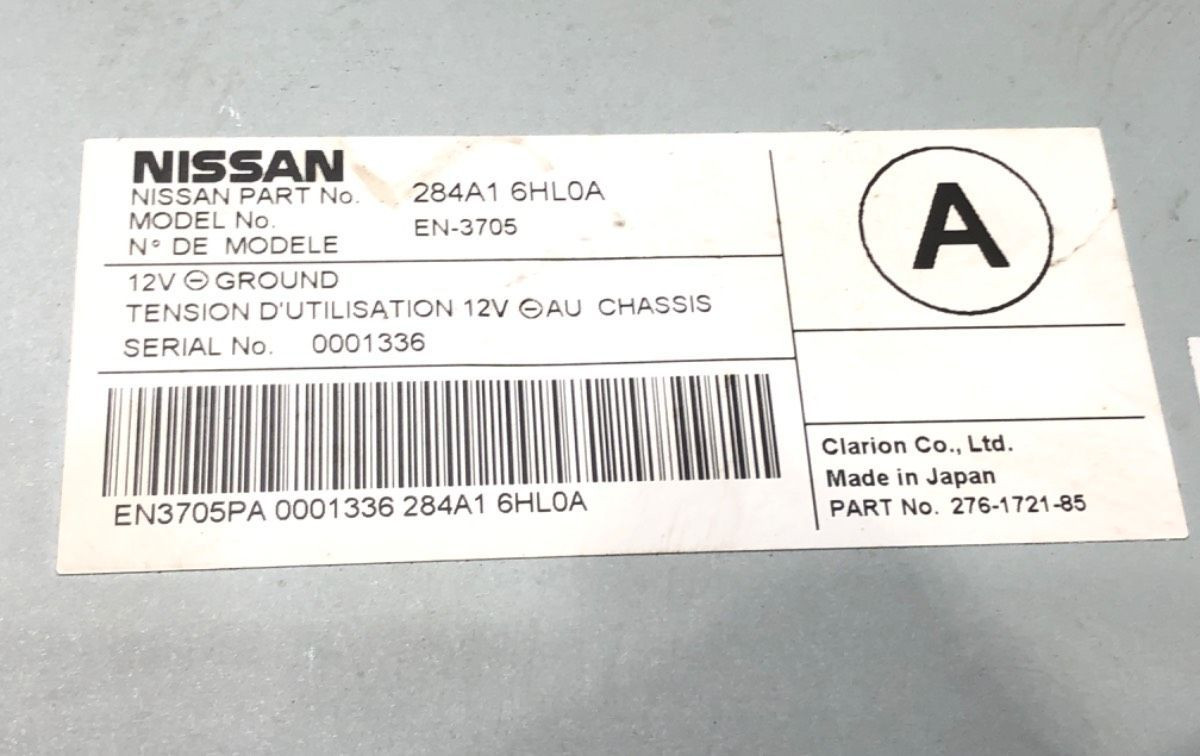 NISSAN
NISSAN PART No. 284A1 6HL0A
MODEL No. EN-3705
N° DE MODELE
12V ⊖ GROUND
TENSION D'UTILISATION 12V ⊖ AU CHASSIS
SERIAL No. 0001336
EN3705PA 0001336 284A1 6HL0A
A
Clarion Co., Ltd.
Made in Japan
PART No. 276-1721-85